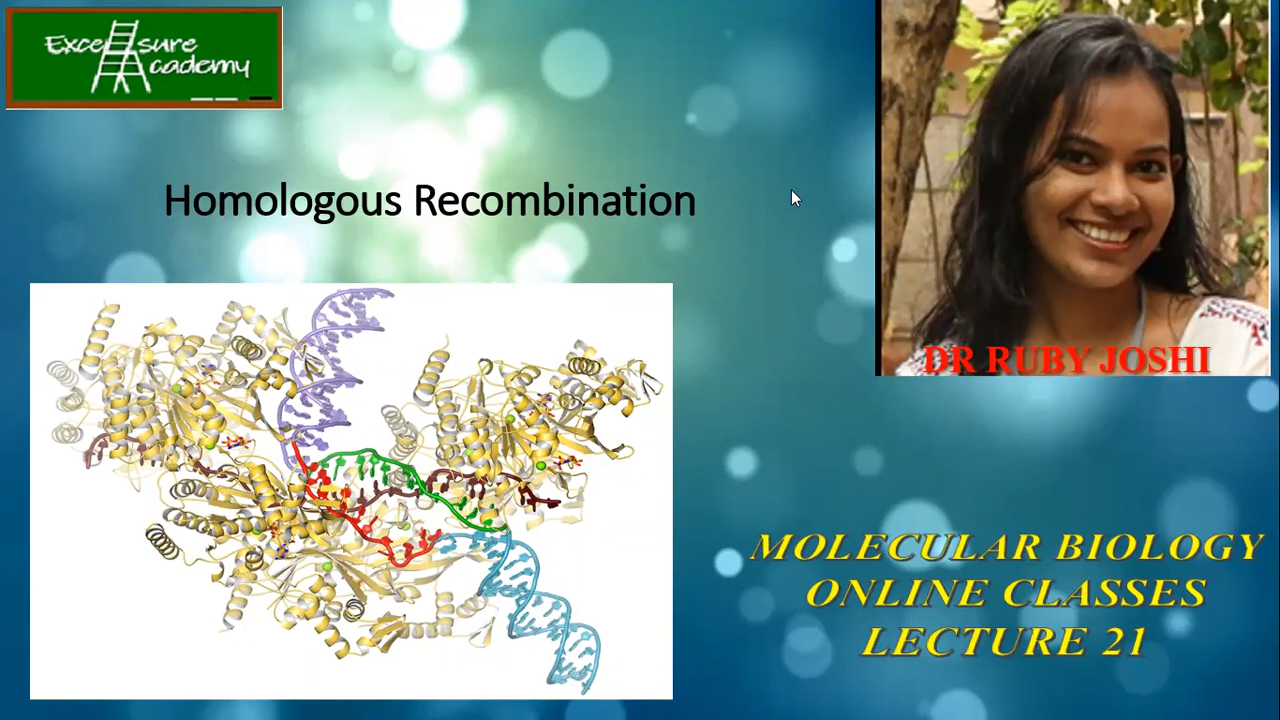 Excel sure
Academy
Homologous Recombination
DR RUBY JOSHI
MOLECULAR BIOLOGY
ONLINE CLASSES
LECTURE 21